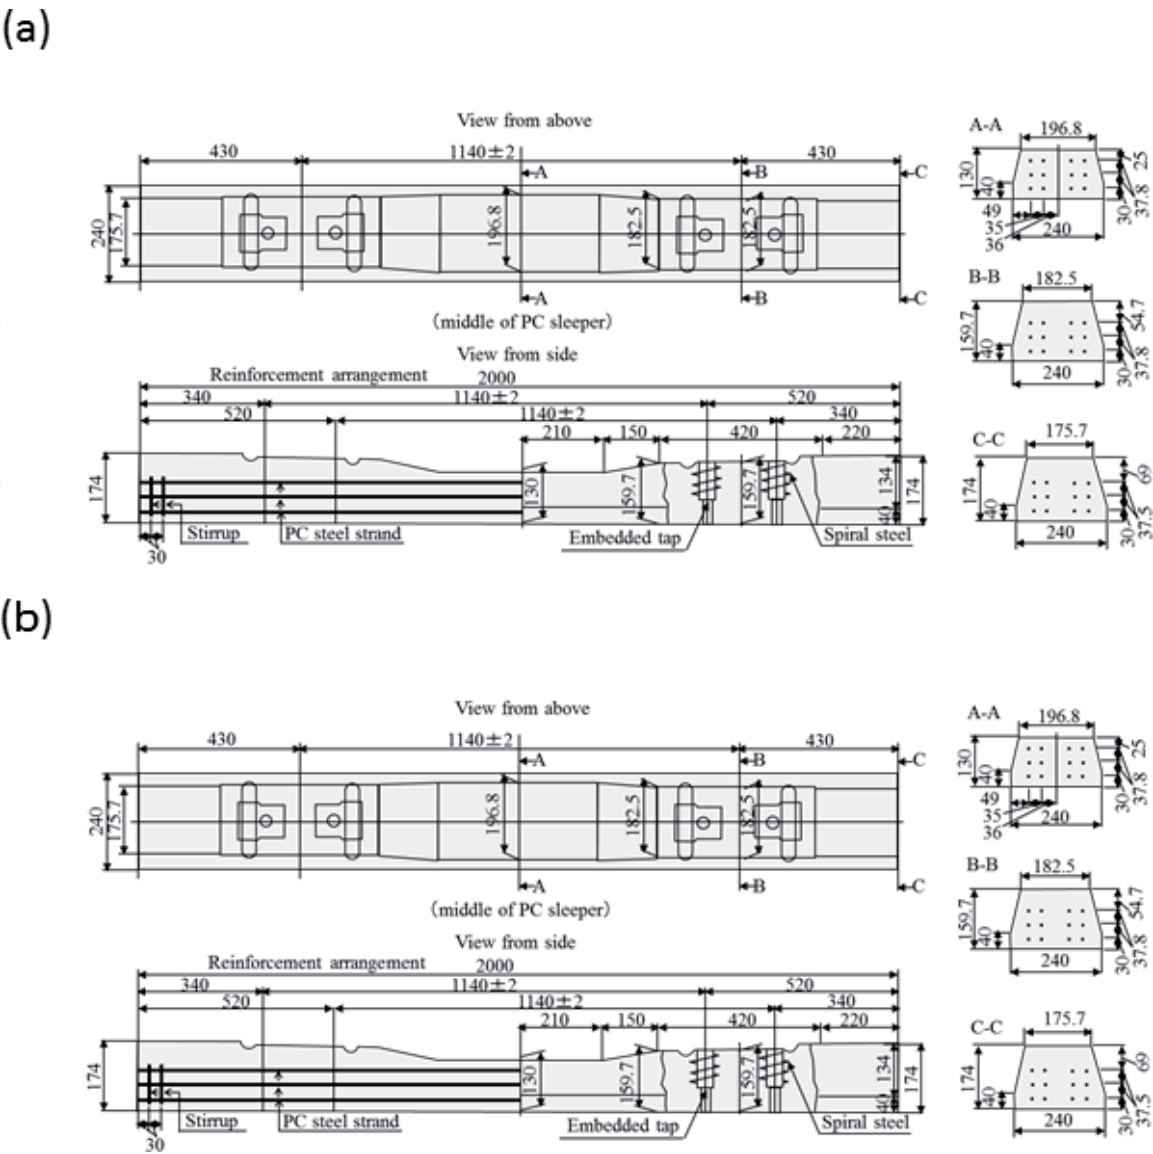 (a)
View from above
430 1140±2 430
A B C
240 175.7 196.8 182.5 182.5
A B C
(middle of PC sleeper)
View from side
Reinforcement arrangement 2000
340 1140±2 520
520 1140±2 340
210 150 420 220
174 130 159.7 159.7 134 40 174
Stirrup PC steel strand Embedded tap Spiral steel
30
A-A
196.8
130 40 25 37.8 30
49
35
36
240
B-B
182.5
159.7 40 54.7 37.8 30
240
C-C
175.7
174 40 69 37.5 30
240
(b)
View from above
430 1140±2 430
A B C
240 175.7 196.8 182.5 182.5
A B C
(middle of PC sleeper)
View from side
Reinforcement arrangement 2000
340 1140±2 520
520 1140±2 340
210 150 420 220
174 130 159.7 159.7 134 40 174
Stirrup PC steel strand Embedded tap Spiral steel
30
A-A
196.8
130 40 25 37.8 30
49
35
36
240
B-B
182.5
159.7 40 54.7 37.8 30
240
C-C
175.7
174 40 69 37.5 30
240